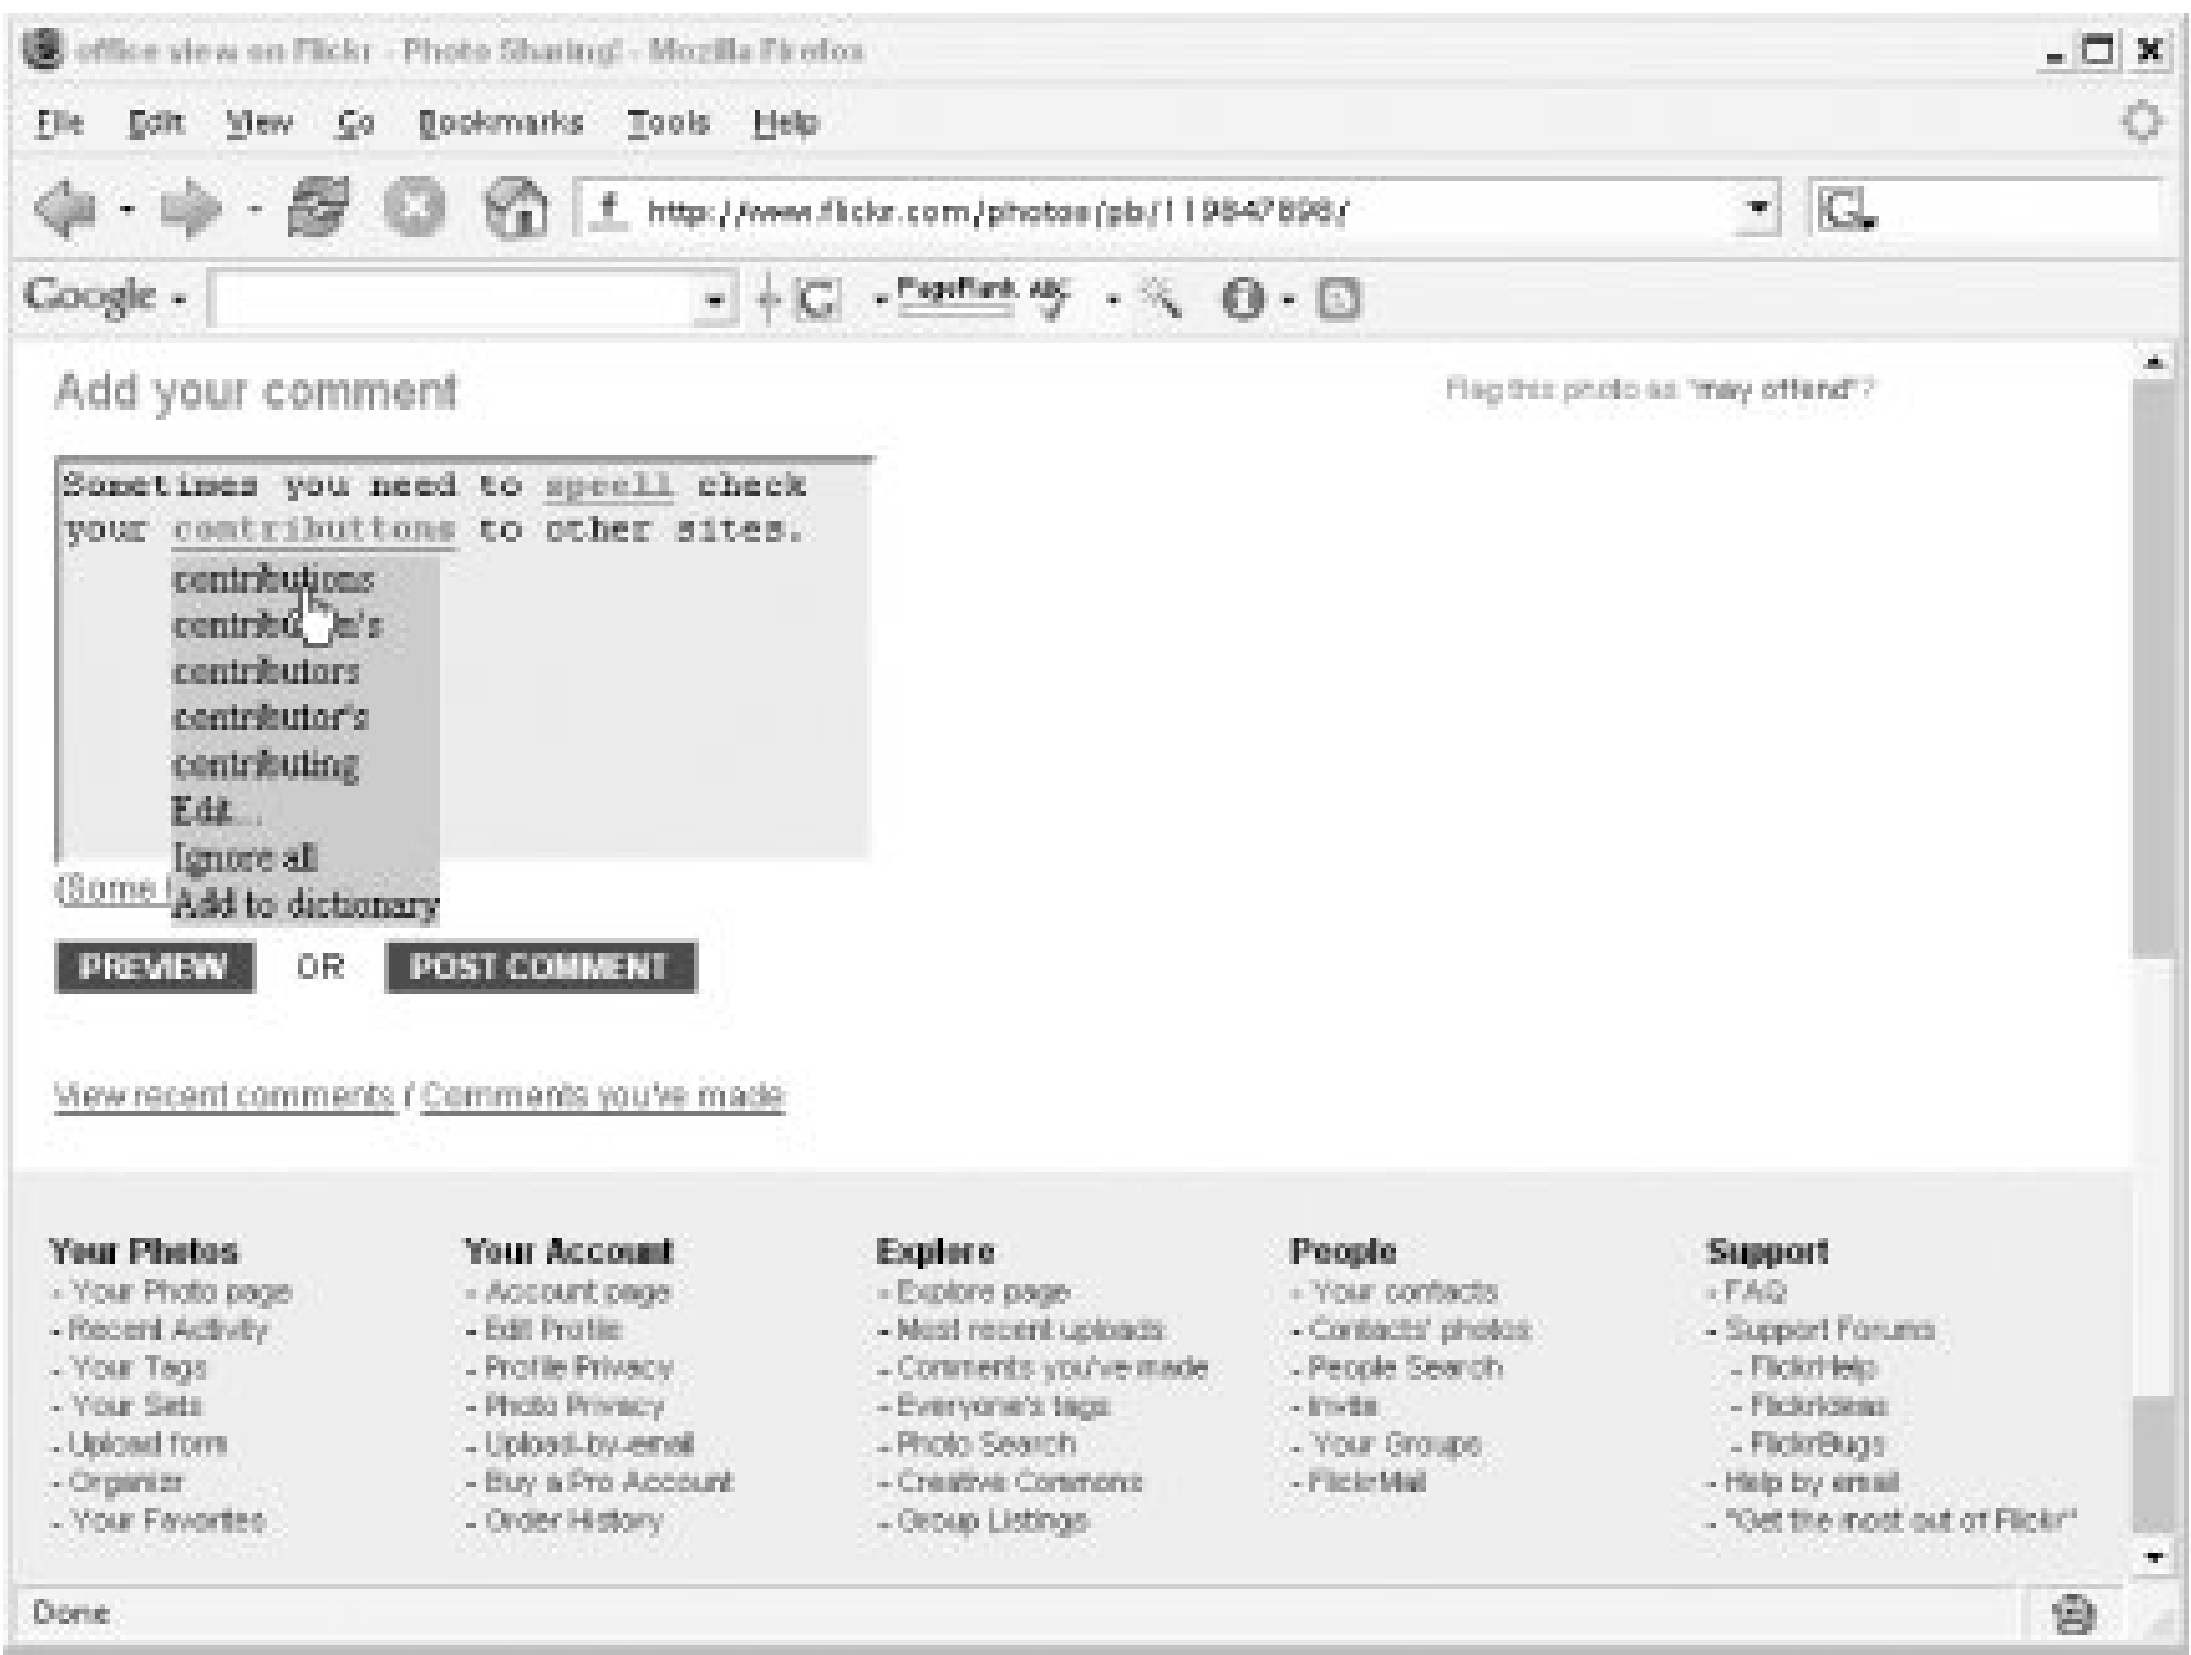 office view on Flickr - Photo Sharing! - Mozilla Firefox
File Edit View Go Bookmarks Tools Help
http://www.flickr.com/photos/pb/119847898/
Google PageRank ABC
Add your comment Flag this photo as "may offend"?
Sometimes you need to speell check
your contributtons to other sites.
contributions
contributors
contributor's
contributing
Edit...
Ignore all
(Some
Add to dictionary
PREVIEW OR POST COMMENT
View recent comments / Comments you've made
Your Photos Your Account Explore People Support
- Your Photo page - Account page - Explore page - Your contacts - FAQ
- Recent Activity - Edit Profile - Most recent uploads - Contacts' photos - Support Forums
- Your Tags - Profile Privacy - Comments you've made - People Search - FlickrHelp
- Your Sets - Photo Privacy - Everyone's tags - Invite - FlickrIdeas
- Upload form - Upload-by-email - Photo Search - Your Groups - FlickrBugs
- Organizr - Buy a Pro Account - Creative Commons - FlickrMail - Help by email
- Your Favorites - Order History - Group Listings - "Get the most out of Flickr"
Done